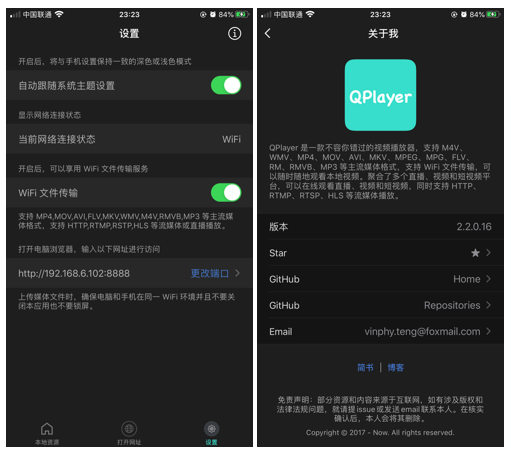 中国联通 23:23 84%
设置
开启后，将与手机设置保持一致的深色或浅色模式
自动跟随系统主题设置
显示网络连接状态
当前网络连接状态 WiFi
开启后，可以享用 WiFi 文件传输服务
WiFi 文件传输
支持 MP4,MOV,AVI,FLV,MKV,WMV,M4V,RMVB,MP3 等主流媒
体格式，支持 HTTP,RTMP,RSTP,HLS 等流媒体或直播播放。
打开电脑浏览器，输入以下网址进行访问
http://192.168.6.102:8888 更改端口
上传媒体文件时，确保电脑和手机在同一 WiFi 环境并且不要关
闭本应用也不要锁屏。
本地资源 打开网址 设置
中国联通 23:23 84%
关于我
QPlayer
QPlayer 是一款不容你错过的视频播放器，支持 M4V、
WMV、MP4、MOV、AVI、MKV、MPEG、MPG、FLV、
RM、RMVB、MP3 等主流媒体格式，支持 WiFi 文件传输，可
以随时随地观看本地视频。聚合了多个直播、视频和短视频平
台，可以在线观看直播、视频和短视频，同时支持 HTTP、
RTMP、RTSP、HLS 等流媒体播放。
版本 2.2.0.16
Star
GitHub Home
GitHub Repositories
Email vinphy.teng@foxmail.com
简书 | 博客
免责声明：部分资源和内容来源于互联网，如有涉及版权和
法律法规问题，就请提issue或发送email联系本人。在核实
确认后，本人会将其删除。
Copyright © 2017 - Now. All rights reserved.